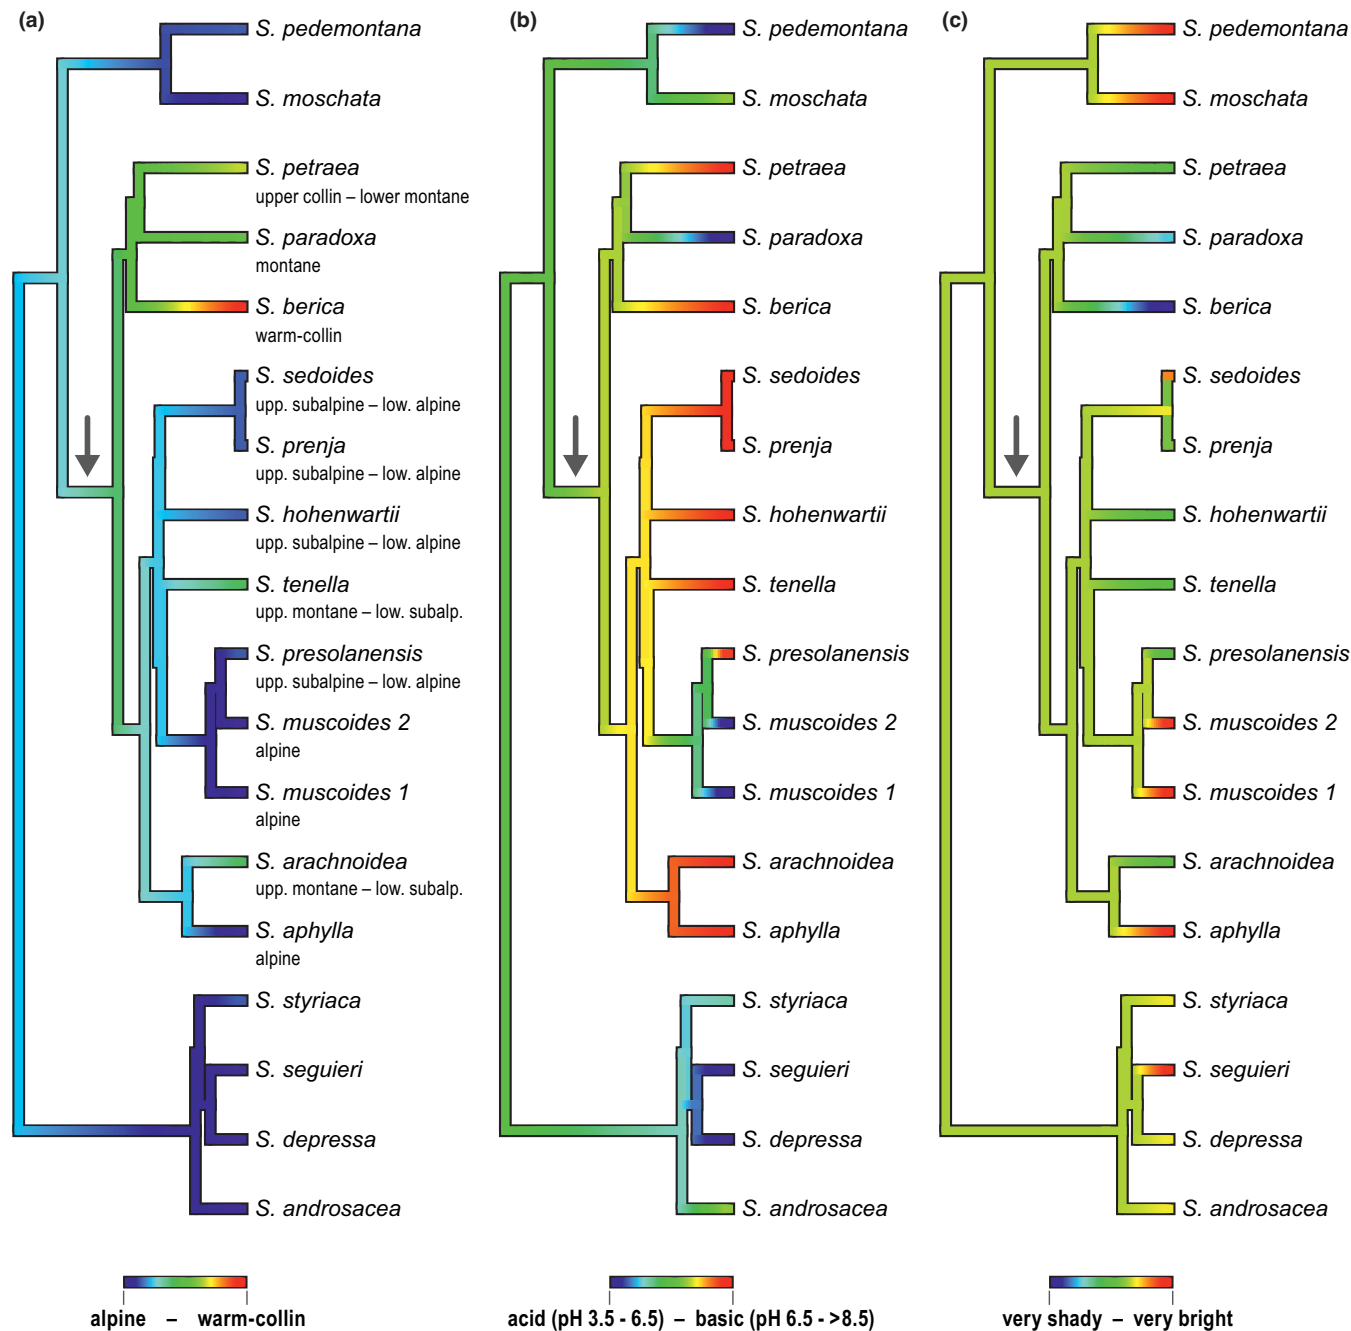 (a)
S. pedemontana
S. moschata
S. petraea
upper collin – lower montane
S. paradoxa
montane
S. berica
warm-collin
S. sedoides
upp. subalpine – low. alpine
S. prenja
upp. subalpine – low. alpine
S. hohenwartii
upp. subalpine – low. alpine
S. tenella
upp. montane – low. subalp.
S. presolanensis
upp. subalpine – low. alpine
S. muscoides 2
alpine
S. muscoides 1
alpine
S. arachnoidea
upp. montane – low. subalp.
S. aphylla
alpine
S. styriaca
S. seguieri
S. depressa
S. androsacea
alpine – warm-collin
(b)
S. pedemontana
S. moschata
S. petraea
S. paradoxa
S. berica
S. sedoides
S. prenja
S. hohenwartii
S. tenella
S. presolanensis
S. muscoides 2
S. muscoides 1
S. arachnoidea
S. aphylla
S. styriaca
S. seguieri
S. depressa
S. androsacea
acid (pH 3.5 - 6.5) – basic (pH 6.5 - >8.5)
(c)
S. pedemontana
S. moschata
S. petraea
S. paradoxa
S. berica
S. sedoides
S. prenja
S. hohenwartii
S. tenella
S. presolanensis
S. muscoides 2
S. muscoides 1
S. arachnoidea
S. aphylla
S. styriaca
S. seguieri
S. depressa
S. androsacea
very shady – very bright